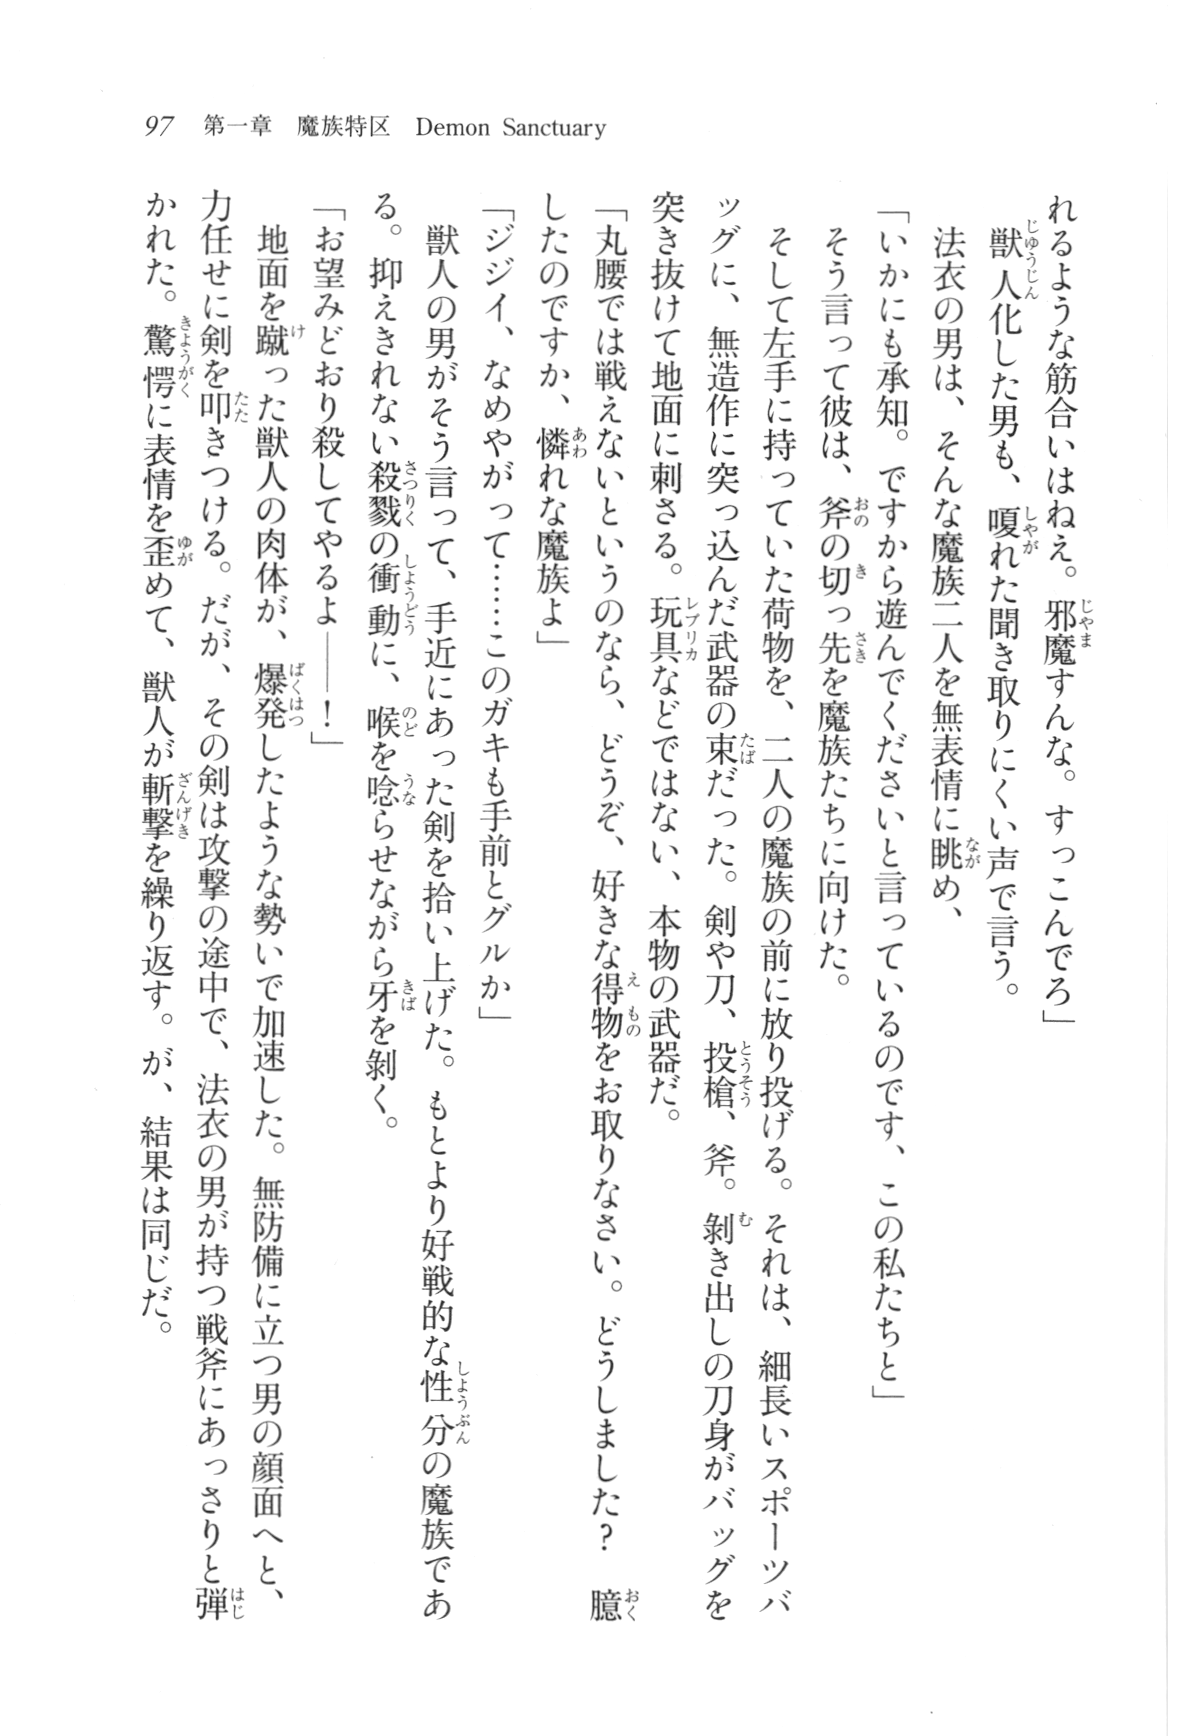 97 第一章 魔族特区 Demon Sanctuary
れるような筋合いはねえ。邪魔すんな。すっこんでろ」
獣人化した男も、嗄れた聞き取りにくい声で言う。
法衣の男は、そんな魔族二人を無表情に眺め、
「いかにも承知。ですから遊んでくださいと言っているのです、この私たちと」
そう言って彼は、斧の切っ先を魔族たちに向けた。
そして左手に持っていた荷物を、二人の魔族の前に放り投げる。それは、細長いスポーツバ
ッグに、無造作に突っ込んだ武器の束だった。剣や刀、投槍、斧。剝き出しの刀身がバッグを
突き抜けて地面に刺さる。玩具などではない、本物の武器だ。
「丸腰では戦えないというのなら、どうぞ、好きな得物をお取りなさい。どうしました? 臆
したのですか、憐れな魔族よ」
「ジジイ、なめやがって……このガキも手前とグルか」
獣人の男がそう言って、手近にあった剣を拾い上げた。もとより好戦的な性分の魔族であ
る。抑えきれない殺戮の衝動に、喉を唸らせながら牙を剝く。
「お望みどおり殺してやるよ――!」
地面を蹴った獣人の肉体が、爆発したような勢いで加速した。無防備に立つ男の顔面へと、
力任せに剣を叩きつける。だが、その剣は攻撃の途中で、法衣の男が持つ戦斧にあっさりと弾
かれた。驚愕に表情を歪めて、獣人が斬撃を繰り返す。が、結果は同じだ。